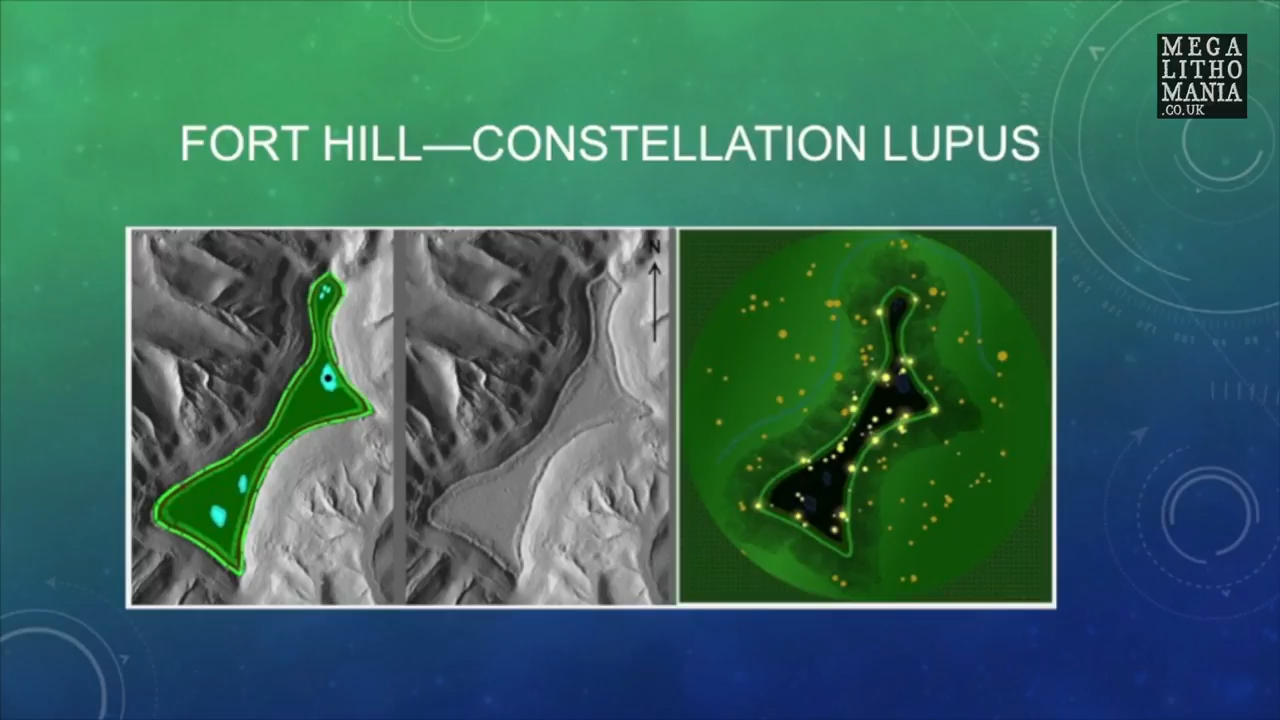 MEGA
LITHO
MANIA
.CO.UK
FORT HILL—CONSTELLATION LUPUS
N